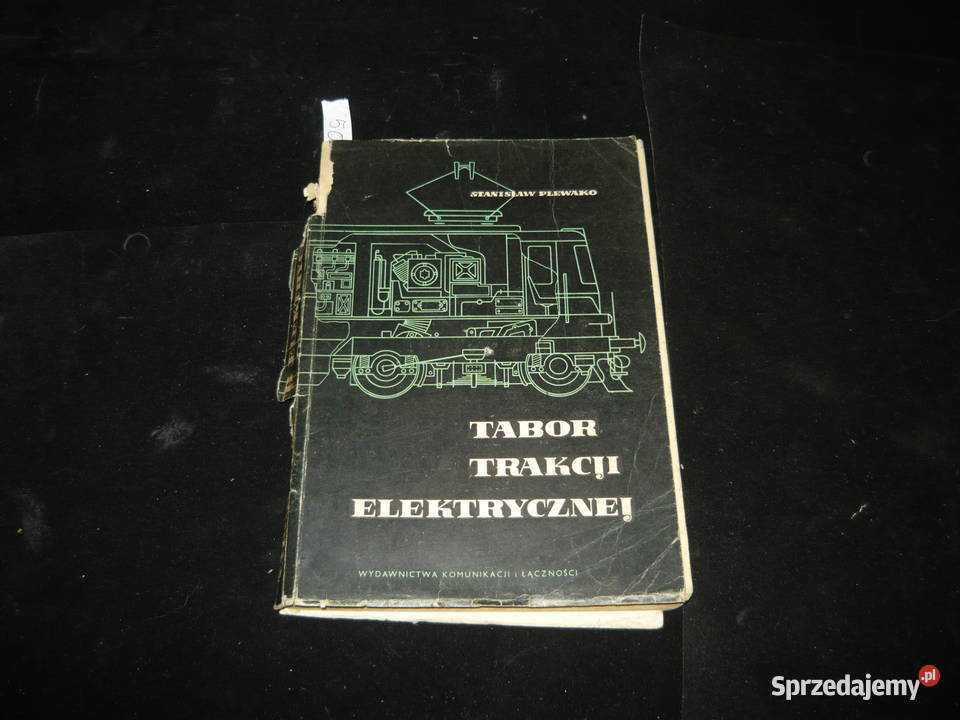 STANISŁAW PLEWAKO
TABOR
TRAKCJI
ELEKTRYCZNEJ
WYDAWNICTWA KOMUNIKACJI i ŁĄCZNOŚCI
Sprzedajemy.pl